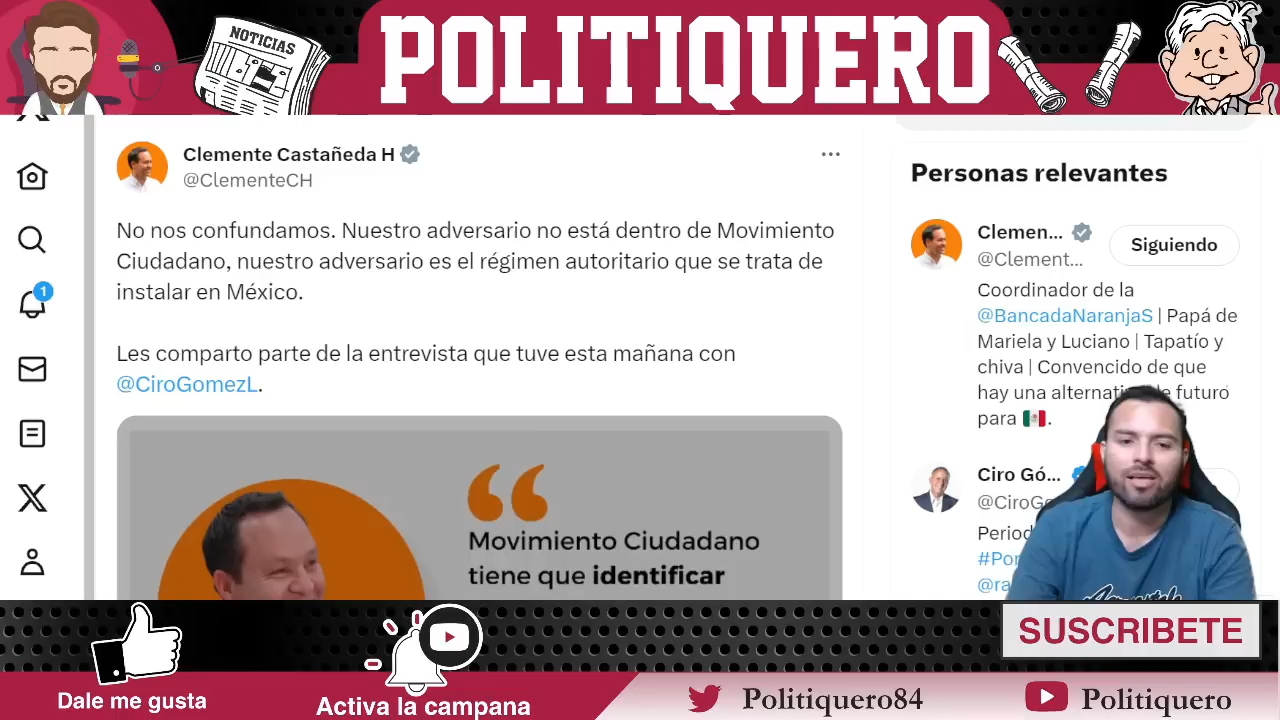 NOTICIAS
POLITIQUERO
Clemente Castañeda H
@ClementeCH
No nos confundamos. Nuestro adversario no está dentro de Movimiento
Ciudadano, nuestro adversario es el régimen autoritario que se trata de
instalar en México.
Les comparto parte de la entrevista que tuve esta mañana con
@CiroGomezL.
Movimiento Ciudadano
tiene que identificar
1
Personas relevantes
Clemen...
@Clement...
Siguiendo
Coordinador de la
@BancadaNaranjaS | Papá de
Mariela y Luciano | Tapatío y
chiva | Convencido de que
hay una futuro
para
Ciro Gó...
SUSCRIBETE
Dale me gusta
Activa la campana
Politiquero84
Politiquero